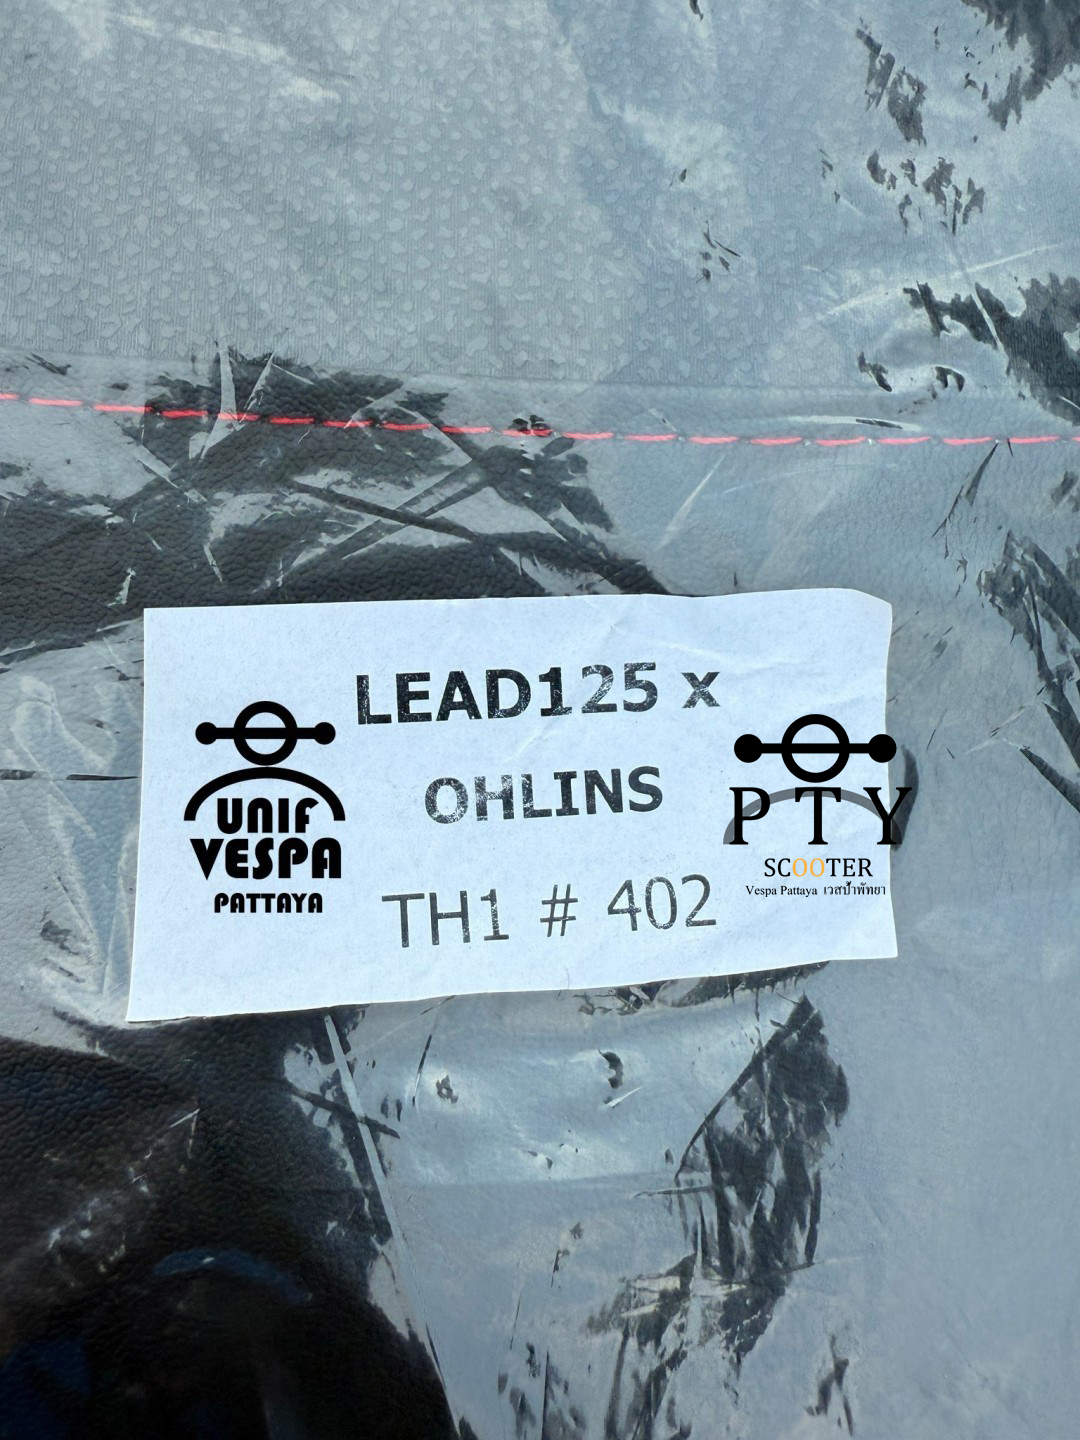 LEAD125 x
OHLINS
TH1 # 402
UNIF
VESPA
PATTAYA
PTY
SCOOTER
Vespa Pattaya เวสป้าพัทยา